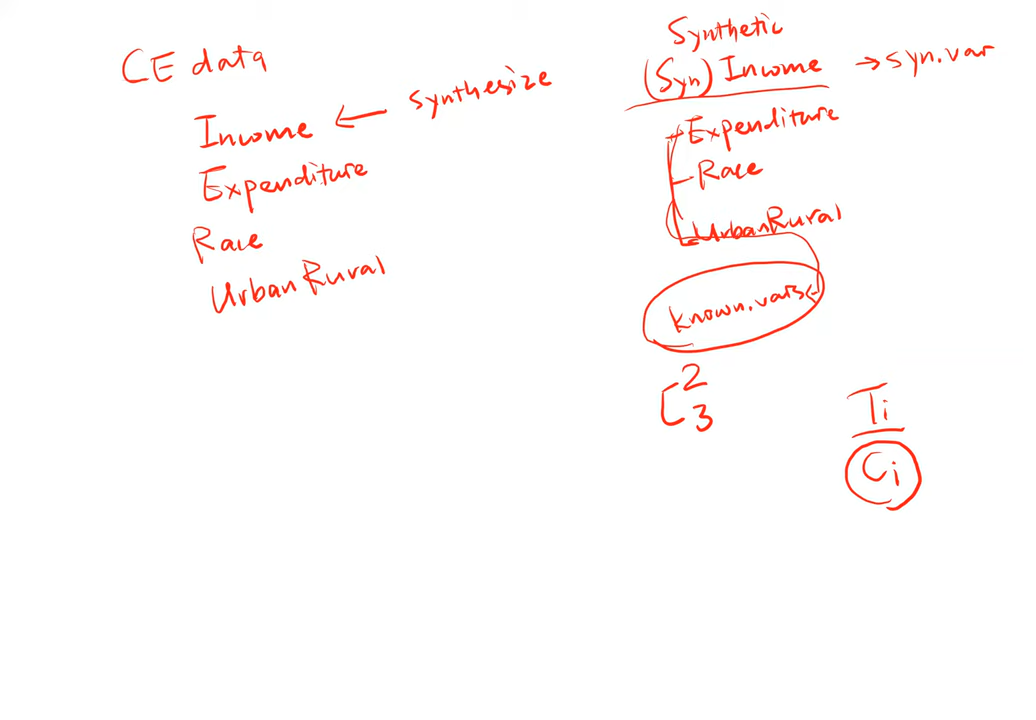 CE data
Income ← synthesize
Expenditure
Race
UrbanRural
Synthetic
(Syn) Income → syn.var
Expenditure
Race
UrbanRural
known.vars
[2
3
Ti
Ci